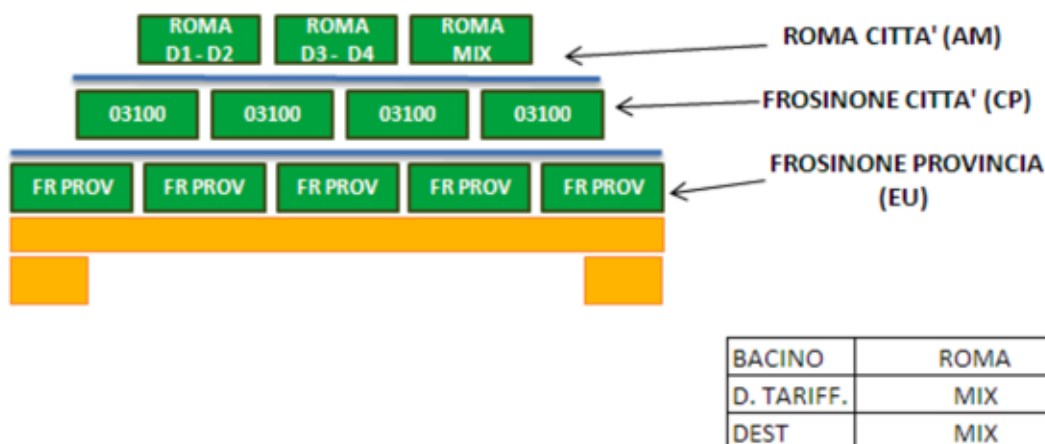 ROMA D1 - D2
ROMA D3 - D4
ROMA MIX
ROMA CITTA' (AM)
03100
03100
03100
03100
FROSINONE CITTA' (CP)
FR PROV
FR PROV
FR PROV
FR PROV
FR PROV
FROSINONE PROVINCIA
(EU)
BACINO ROMA
D. TARIFF. MIX
DEST MIX